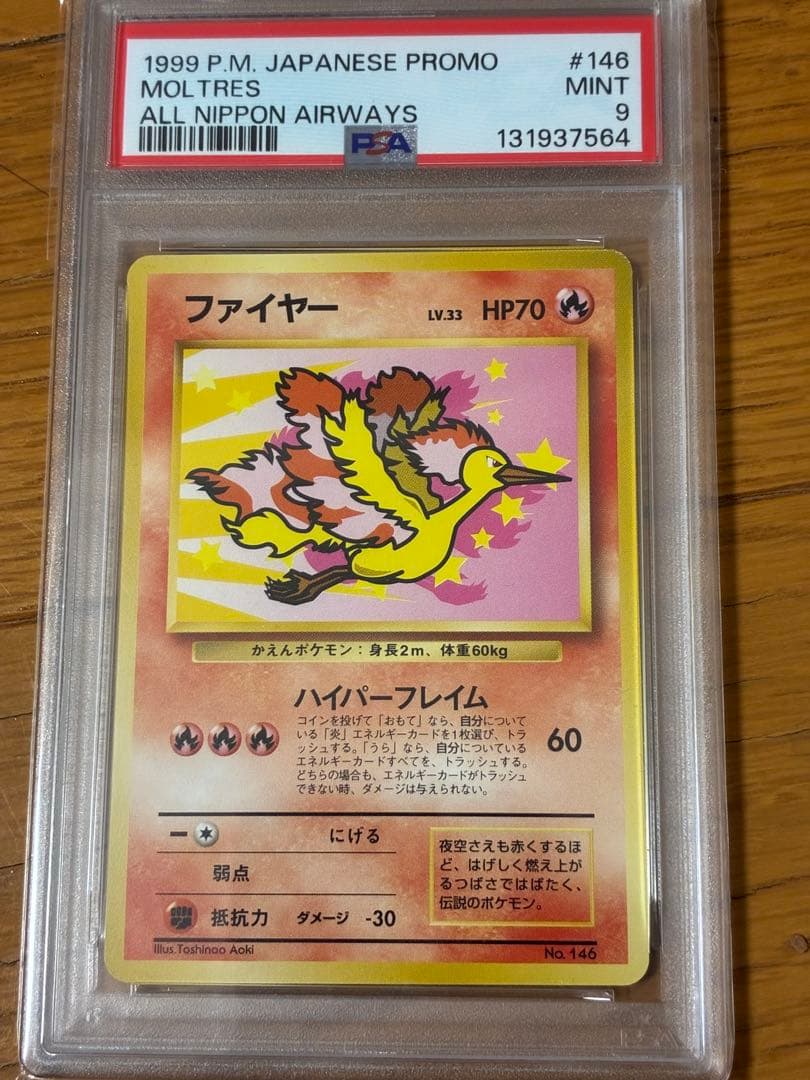 1999 P.M. JAPANESE PROMO #146
MOLTRES MINT
ALL NIPPON AIRWAYS 9
PSA 131937564
ファイヤー LV.33 HP70
かえんポケモン：身長2m、体重60kg
ハイパーフレイム
コインを投げて「おもて」なら、自分について
いる「炎」エネルギーカードを1枚選び、トラ
ッシュする。「うら」なら、自分についている
エネルギーカードすべてを、トラッシュする。
どちらの場合も、エネルギーカードがトラッシュ
できない時、ダメージは与えられない。
60
ー にげる
弱点
抵抗力 ダメージ -30
夜空さえも赤くするほ
ど、はげしく燃え上が
るつばさではばたく、
伝説のポケモン。
Illus.Toshinao Aoki No. 146